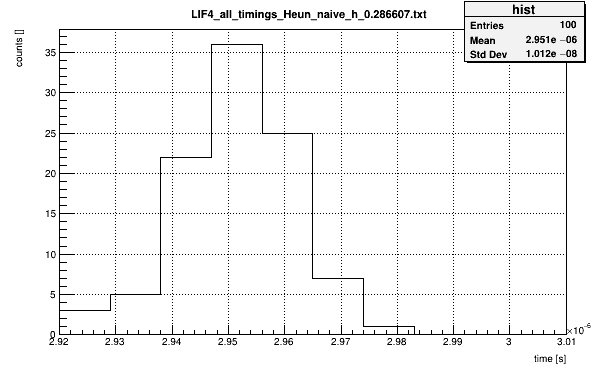 LIF4_all_timings_Heun_naive_h_0.286607.txt
hist
Entries 100
Mean 2.951e −06
Std Dev 1.012e −08
counts []
35
30
25
20
15
10
5
0
2.92 2.93 2.94 2.95 2.96 2.97 2.98 2.99 3 3.01
×10⁻⁶
time [s]